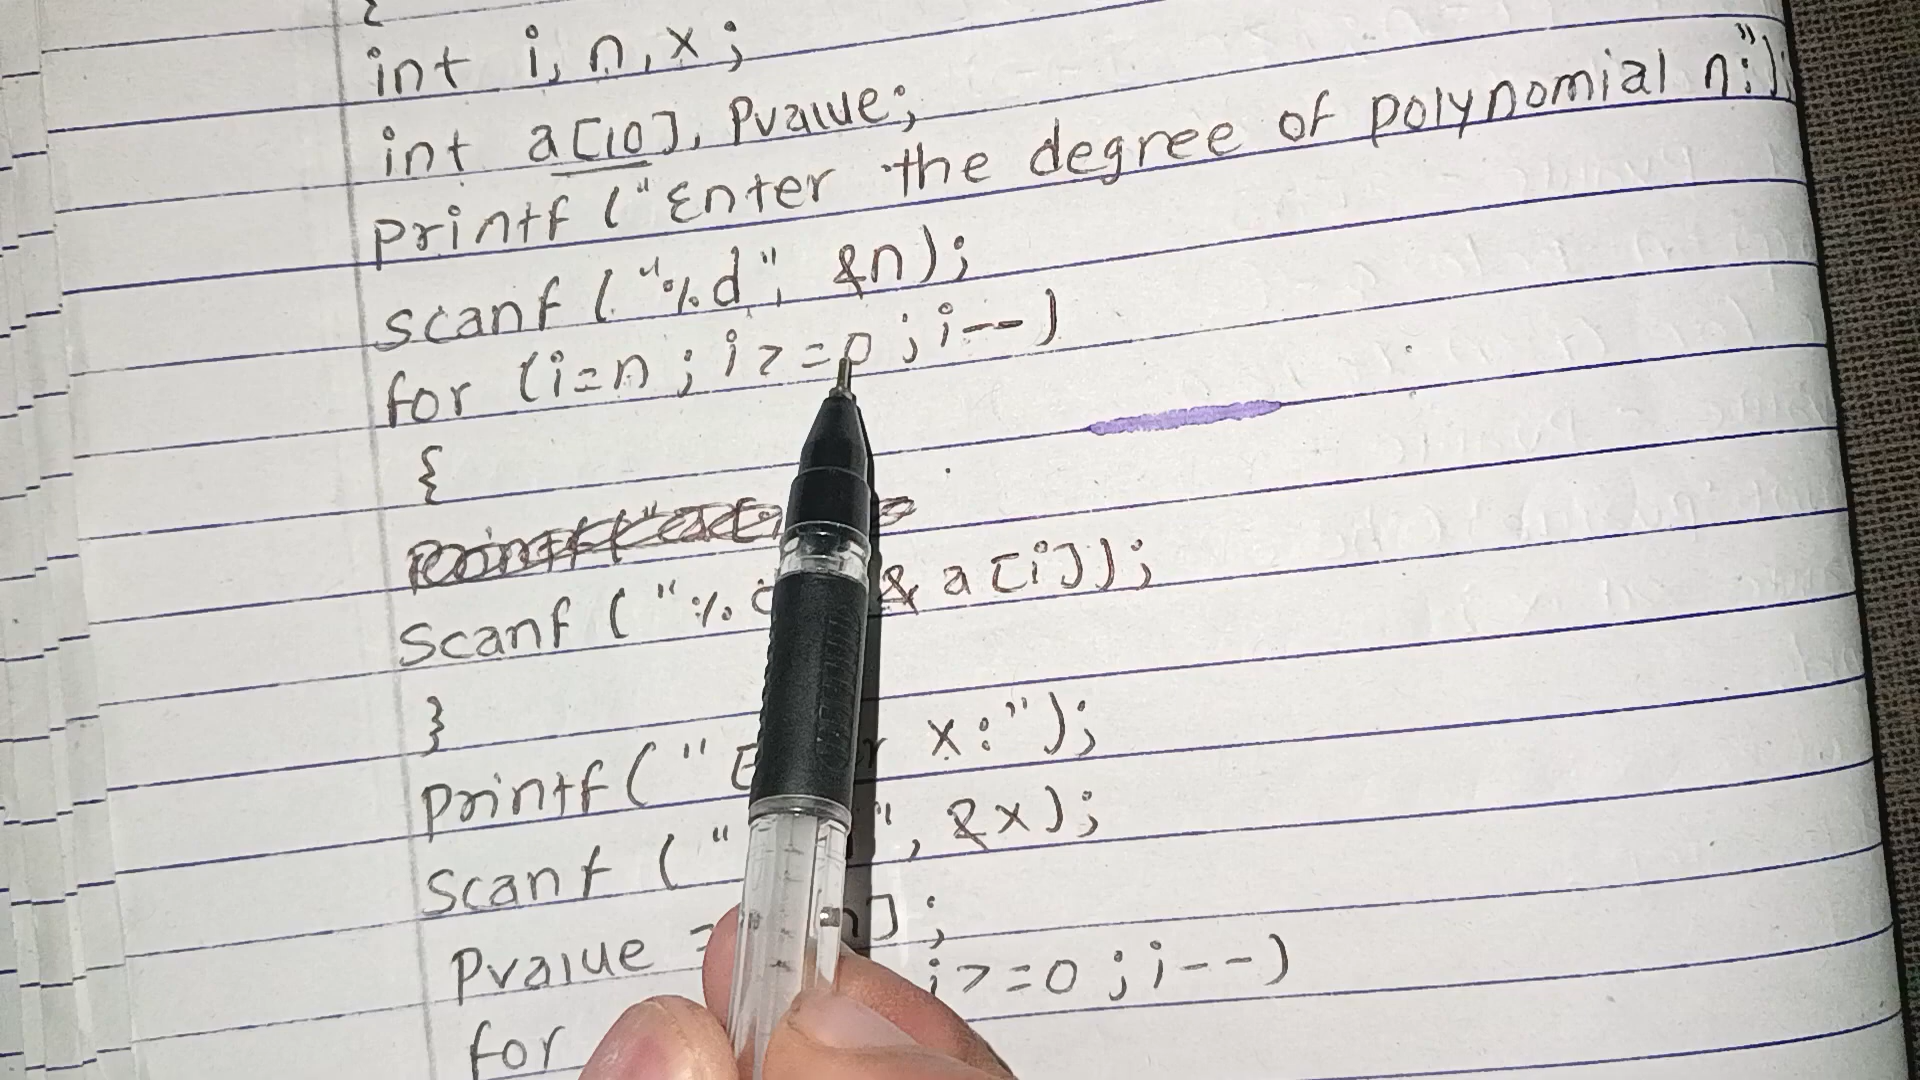 {
int i, n, x;
int a[10], Pvalue;
printf ("Enter the degree of polynomial n:");
scanf ("%d", &n);
for (i=n ; i>=0 ; i--)
{
Scanf ("% & a[i]);
}
Printf (" x:");
Scanf (" ", &x);
Pvalue = ];
for i>=0 ; i--)